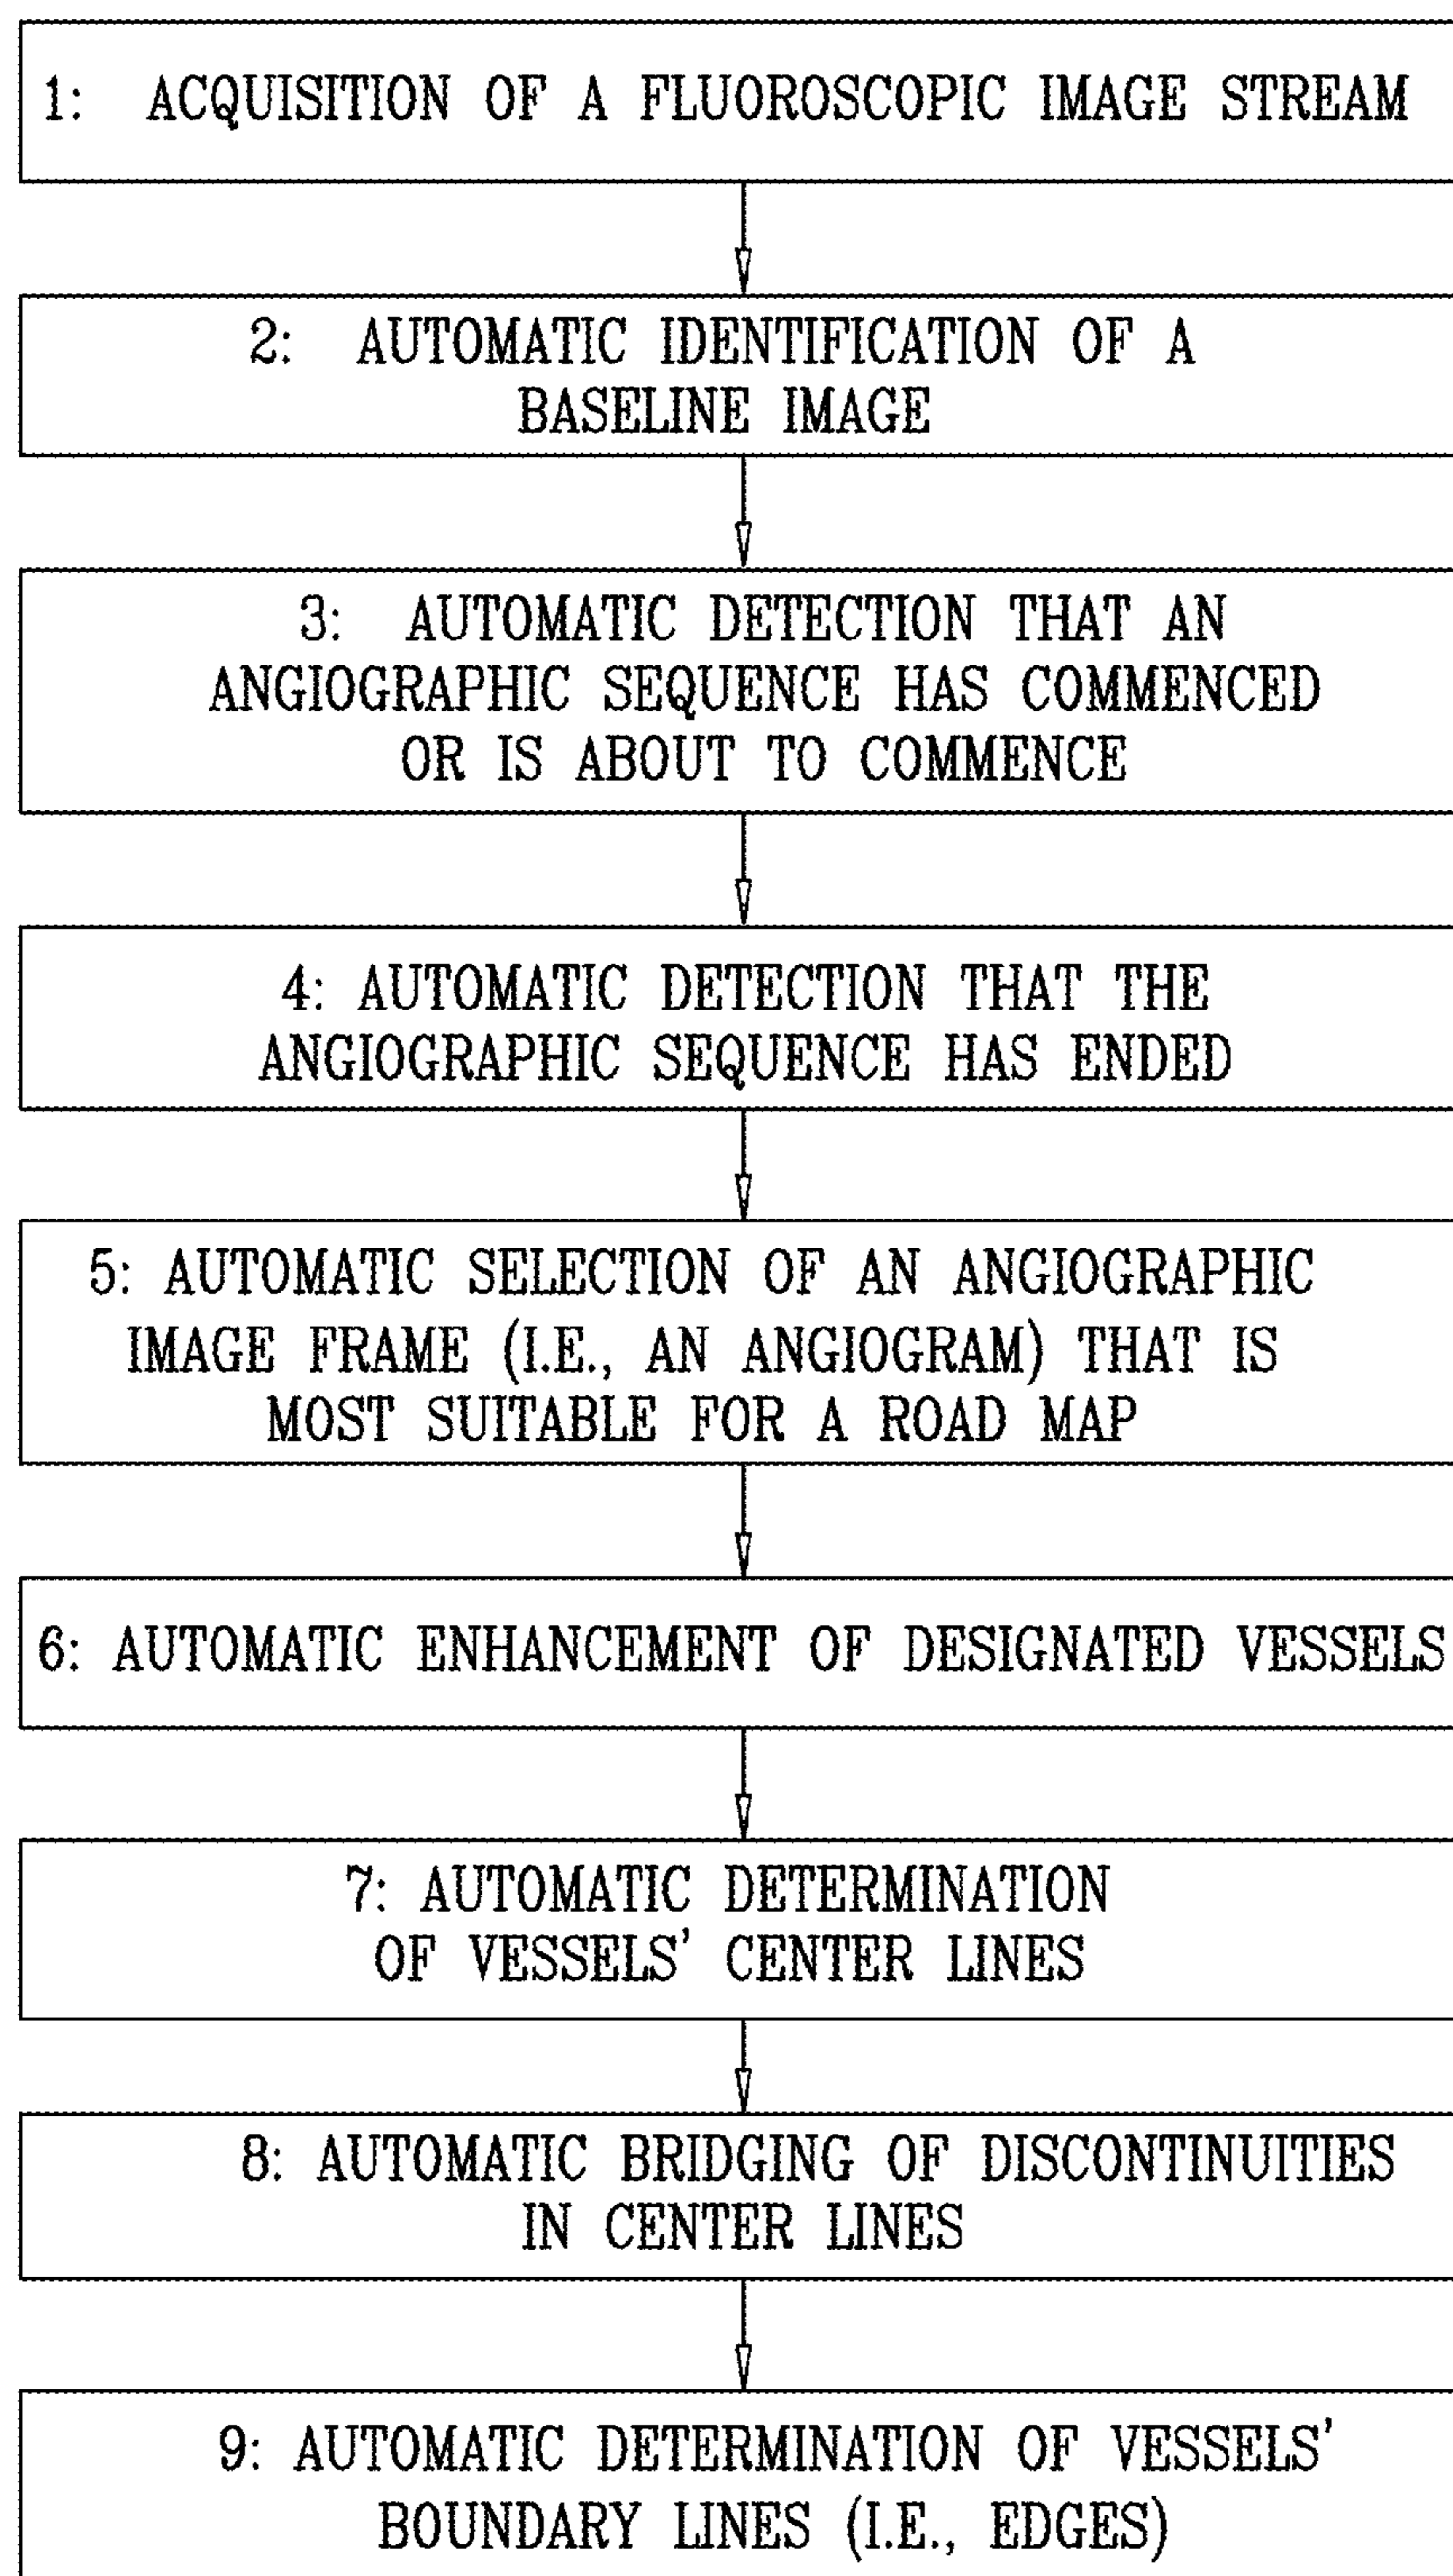 1: ACQUISITION OF A FLUOROSCOPIC IMAGE STREAM
2: AUTOMATIC IDENTIFICATION OF A
BASELINE IMAGE
3: AUTOMATIC DETECTION THAT AN
ANGIOGRAPHIC SEQUENCE HAS COMMENCED
OR IS ABOUT TO COMMENCE
4: AUTOMATIC DETECTION THAT THE
ANGIOGRAPHIC SEQUENCE HAS ENDED
5: AUTOMATIC SELECTION OF AN ANGIOGRAPHIC
IMAGE FRAME (I.E., AN ANGIOGRAM) THAT IS
MOST SUITABLE FOR A ROAD MAP
6: AUTOMATIC ENHANCEMENT OF DESIGNATED VESSELS
7: AUTOMATIC DETERMINATION
OF VESSELS' CENTER LINES
8: AUTOMATIC BRIDGING OF DISCONTINUITIES
IN CENTER LINES
9: AUTOMATIC DETERMINATION OF VESSELS'
BOUNDARY LINES (I.E., EDGES)